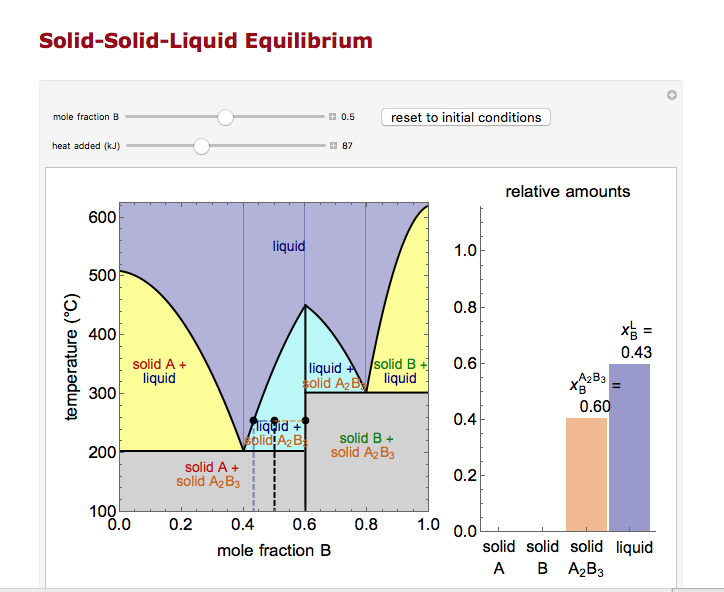 Solid-Solid-Liquid Equilibrium
mole fraction B 0.5 reset to initial conditions
heat added (kJ) 87
relative amounts
temperature (°C)
600
500
400
300
200
100
liquid
solid A +
liquid
liquid +
solid A₂B₃
solid B +
liquid
liquid +
solid A₂B₃
solid B +
solid A₂B₃
solid A +
solid A₂B₃
0.0 0.2 0.4 0.6 0.8 1.0
mole fraction B
1.0
0.8
0.6
0.4
0.2
0.0
x_B^L =
0.43
x_B^A₂B₃ =
0.60
solid solid solid liquid
A B A₂B₃